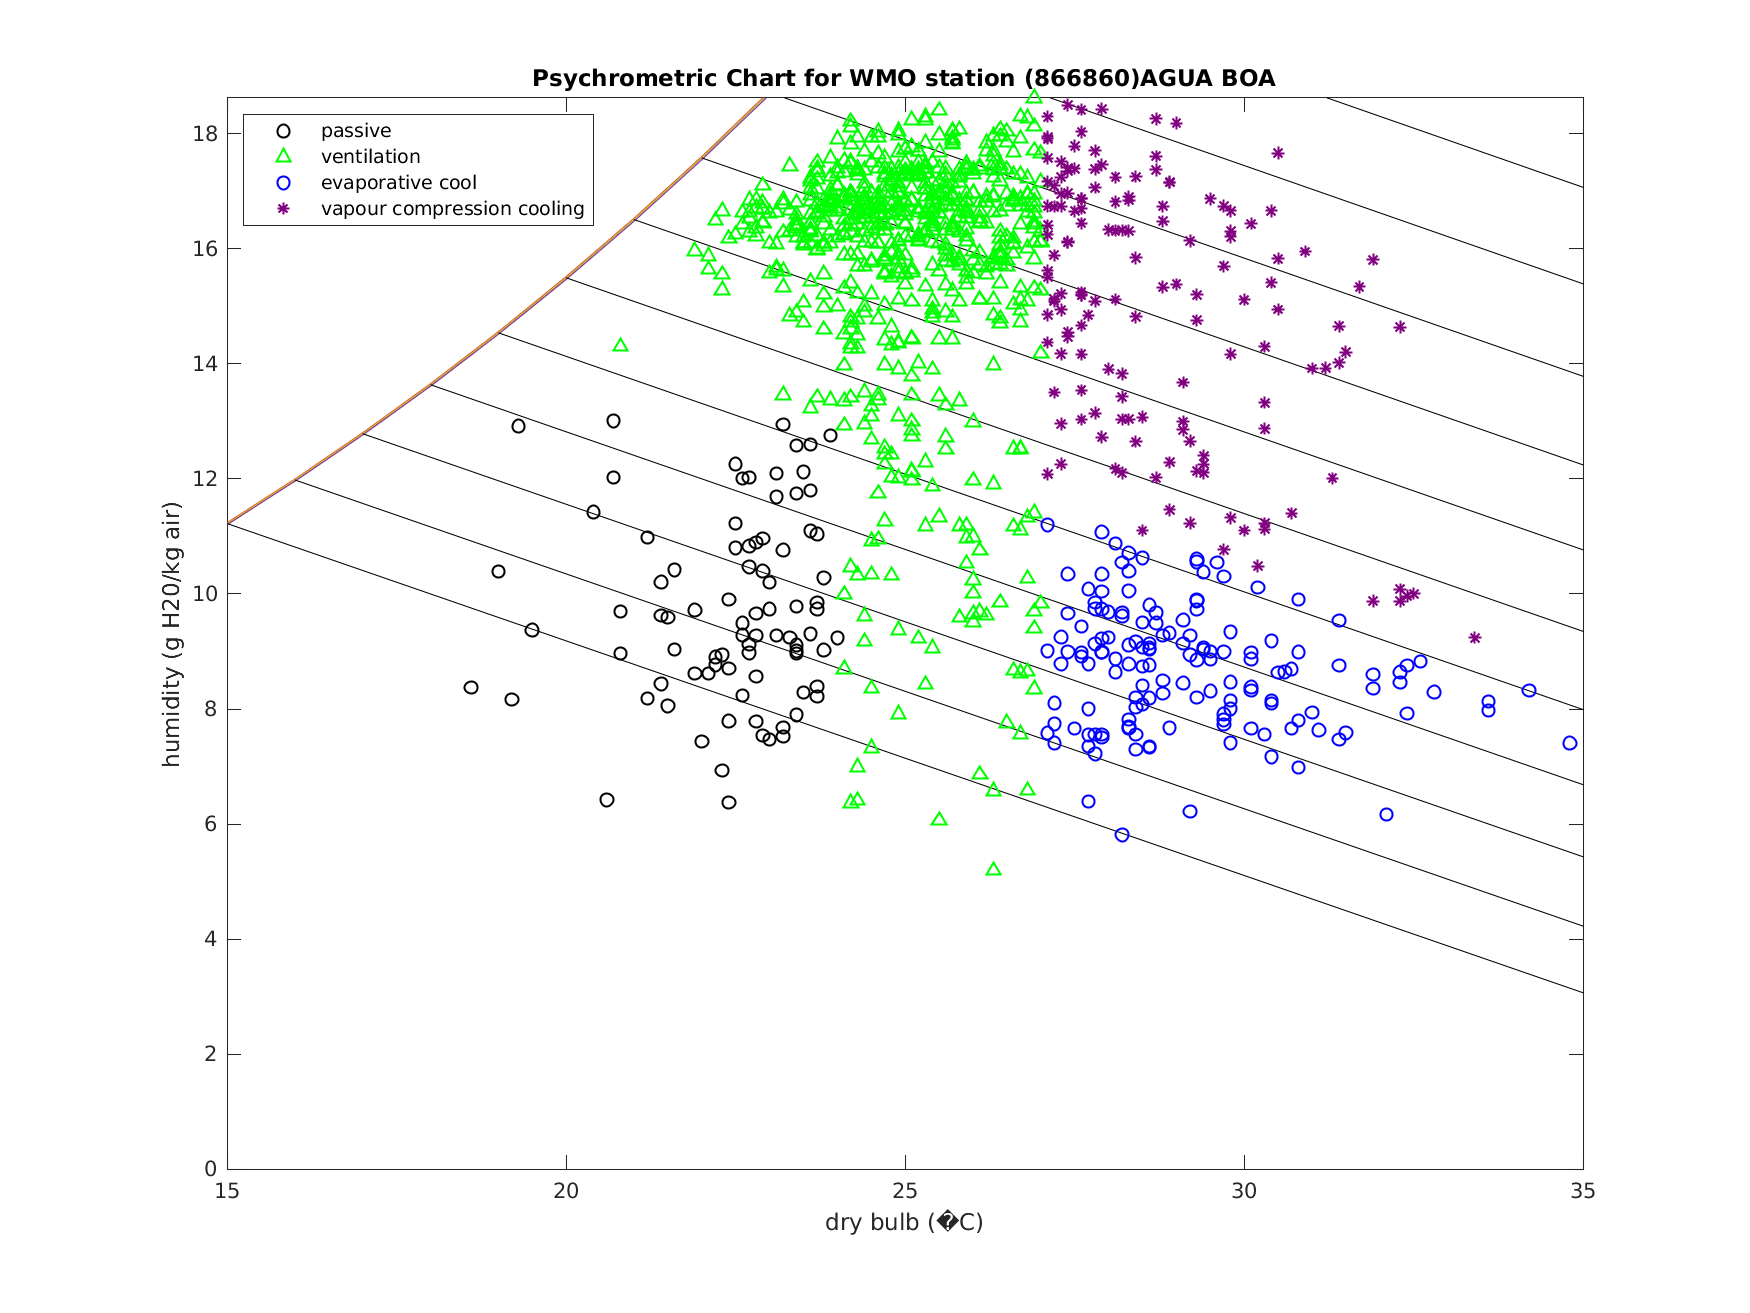 Psychrometric Chart for WMO station (866860)AGUA BOA
passive
ventilation
evaporative cool
vapour compression cooling
18
16
14
12
10
8
6
4
2
0
humidity (g H20/kg air)
15 20 25 30 35
dry bulb (�C)